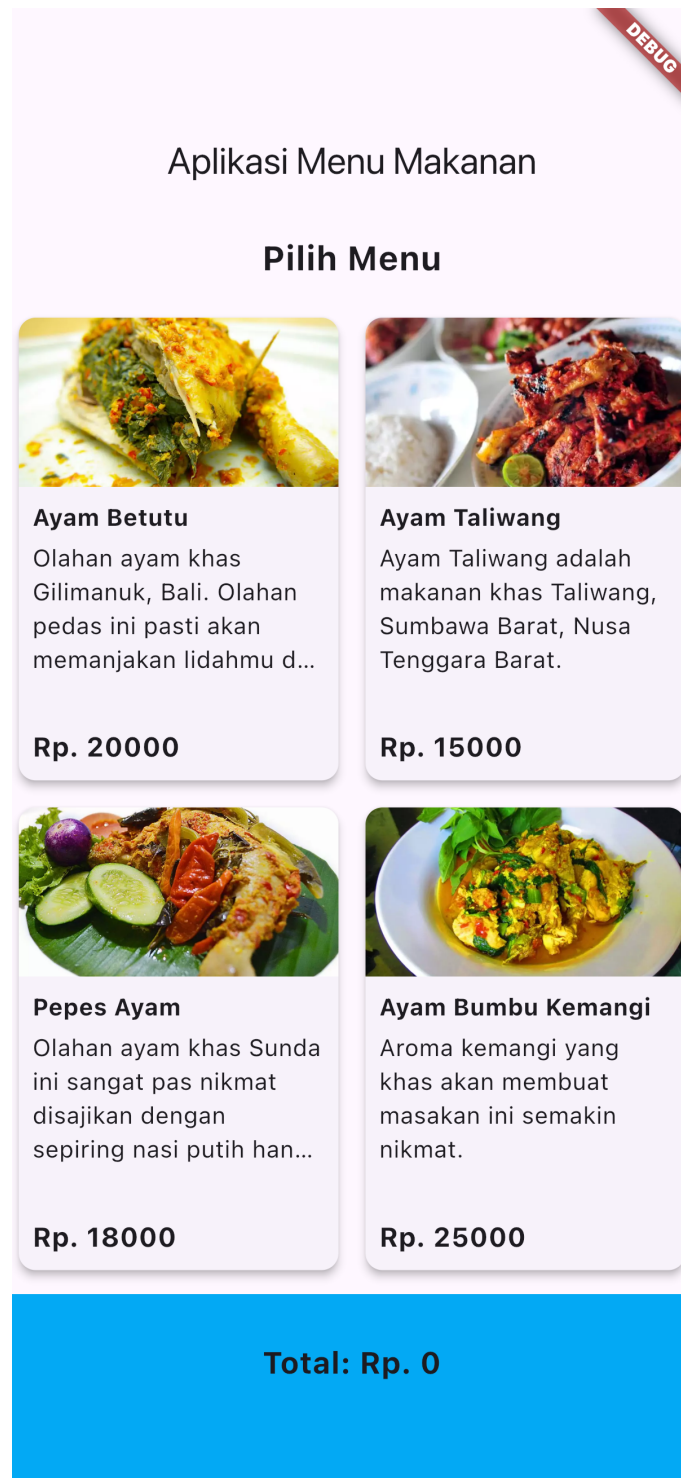 DEBUG
Aplikasi Menu Makanan
Pilih Menu
Ayam Betutu
Olahan ayam khas
Gilimanuk, Bali. Olahan
pedas ini pasti akan
memanjakan lidahmu d...
Rp. 20000
Ayam Taliwang
Ayam Taliwang adalah
makanan khas Taliwang,
Sumbawa Barat, Nusa
Tenggara Barat.
Rp. 15000
Pepes Ayam
Olahan ayam khas Sunda
ini sangat pas nikmat
disajikan dengan
sepiring nasi putih han...
Rp. 18000
Ayam Bumbu Kemangi
Aroma kemangi yang
khas akan membuat
masakan ini semakin
nikmat.
Rp. 25000
Total: Rp. 0